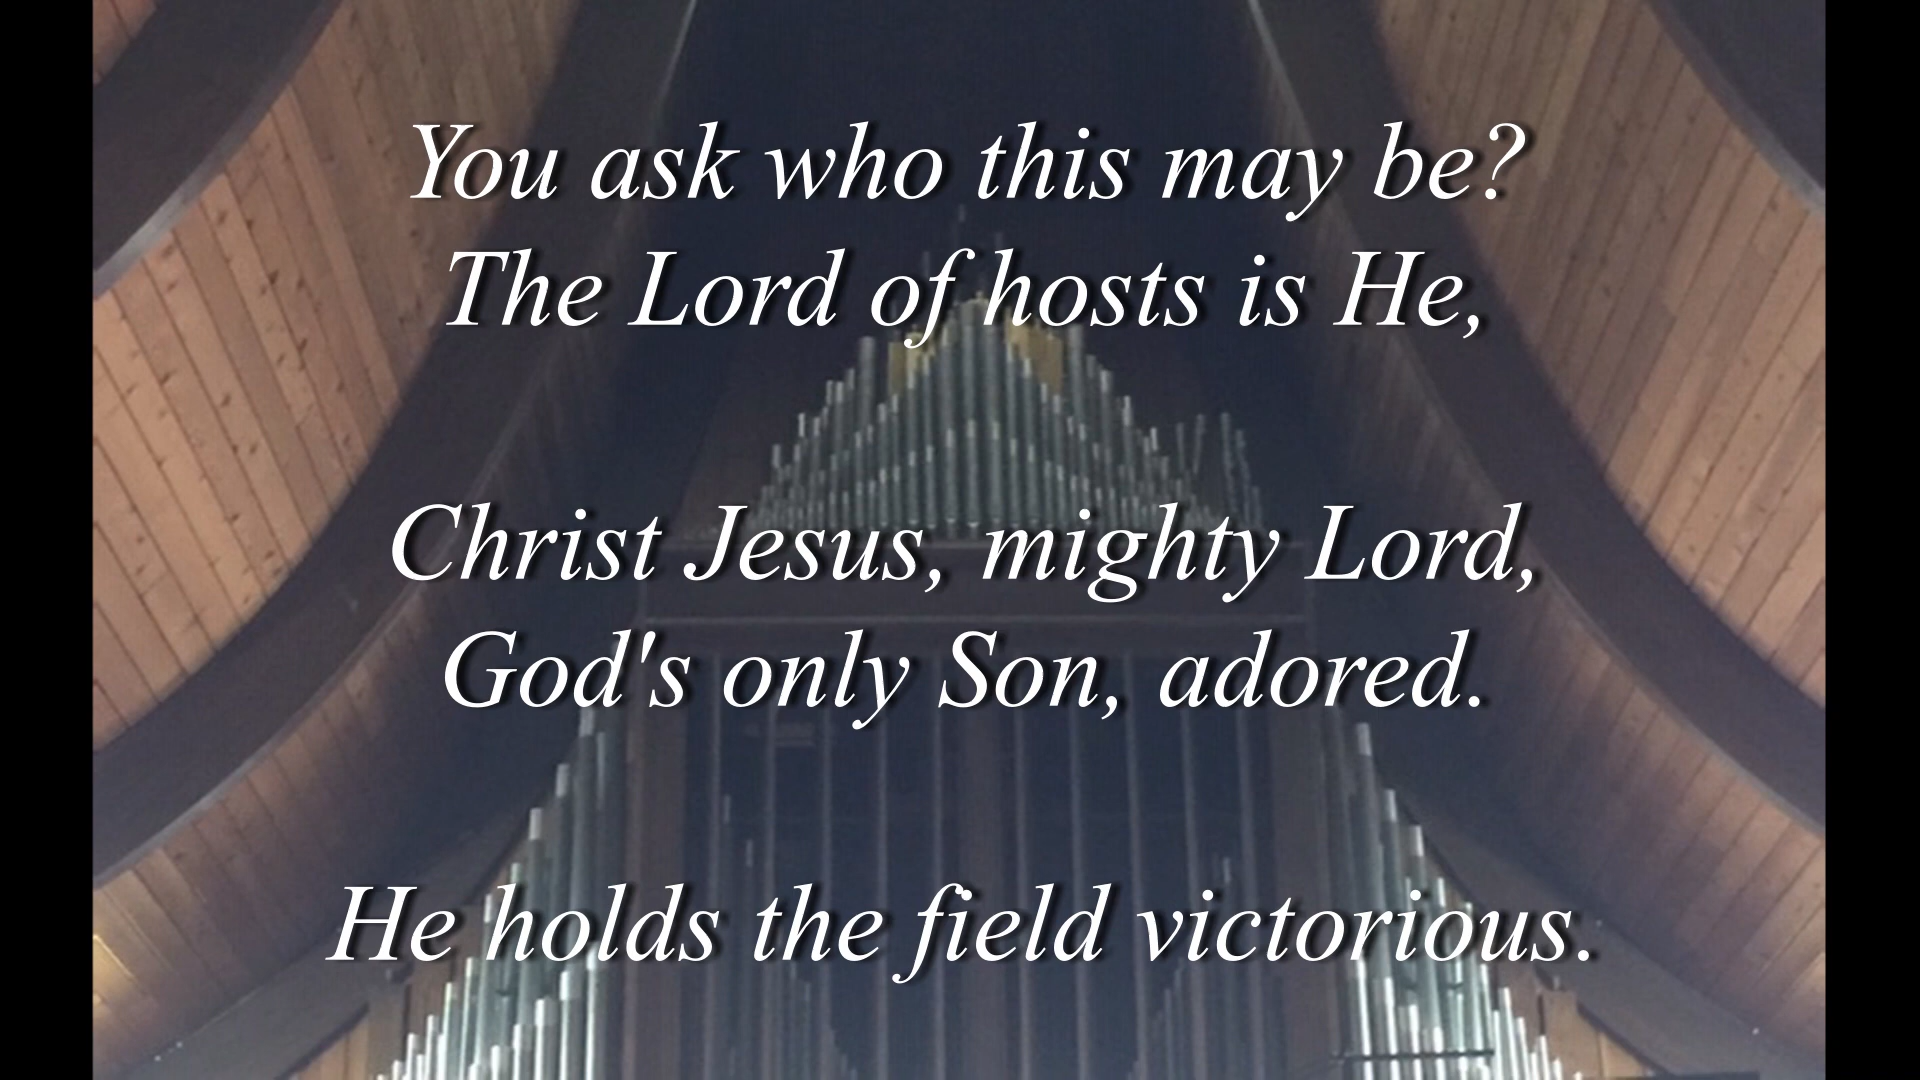 You ask who this may be?
The Lord of hosts is He,
Christ Jesus, mighty Lord,
God's only Son, adored.
He holds the field victorious.